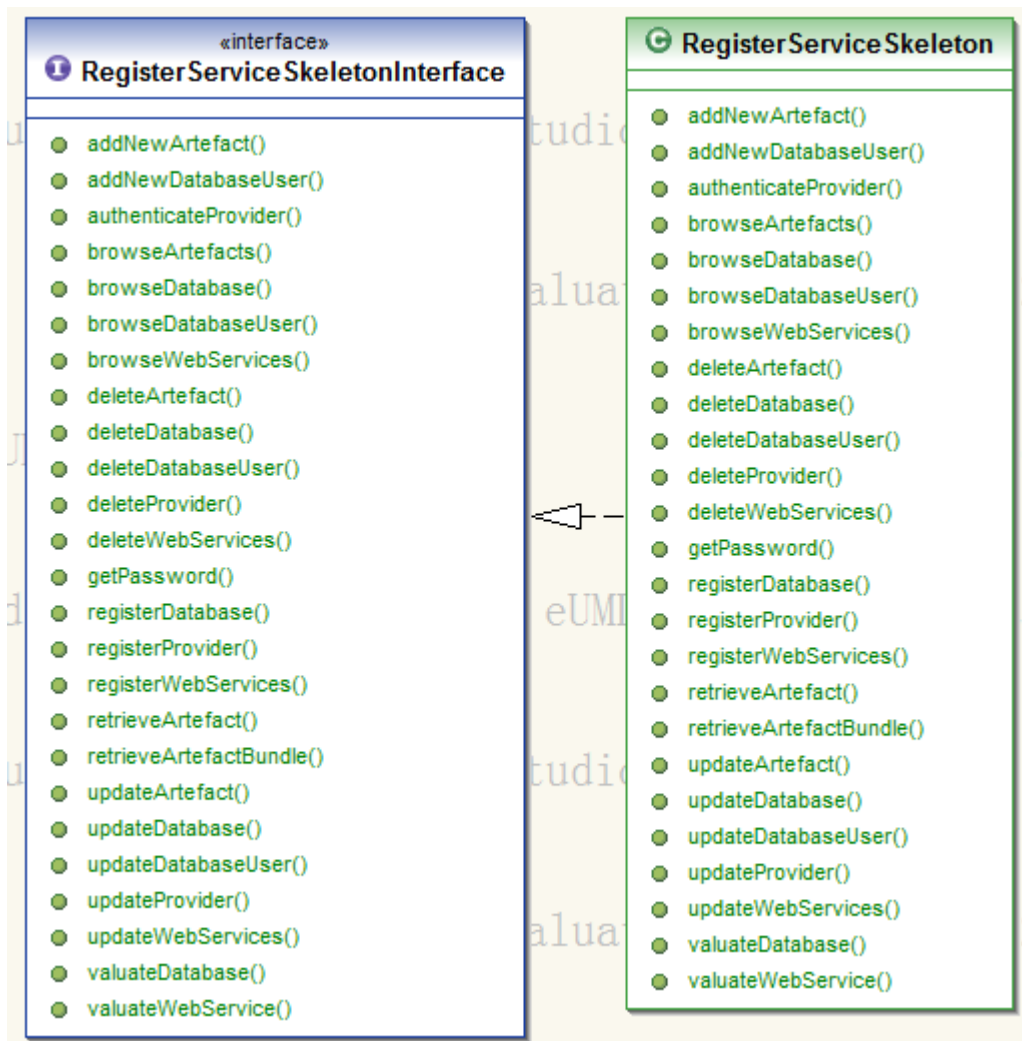 «interface»
RegisterServiceSkeletonInterface
addNewArtefact()
addNewDatabaseUser()
authenticateProvider()
browseArtefacts()
browseDatabase()
browseDatabaseUser()
browseWebServices()
deleteArtefact()
deleteDatabase()
deleteDatabaseUser()
deleteProvider()
deleteWebServices()
getPassword()
registerDatabase()
registerProvider()
registerWebServices()
retrieveArtefact()
retrieveArtefactBundle()
updateArtefact()
updateDatabase()
updateDatabaseUser()
updateProvider()
updateWebServices()
valuateDatabase()
valuateWebService()
RegisterServiceSkeleton
addNewArtefact()
addNewDatabaseUser()
authenticateProvider()
browseArtefacts()
browseDatabase()
browseDatabaseUser()
browseWebServices()
deleteArtefact()
deleteDatabase()
deleteDatabaseUser()
deleteProvider()
deleteWebServices()
getPassword()
registerDatabase()
registerProvider()
registerWebServices()
retrieveArtefact()
retrieveArtefactBundle()
updateArtefact()
updateDatabase()
updateDatabaseUser()
updateProvider()
updateWebServices()
valuateDatabase()
valuateWebService()